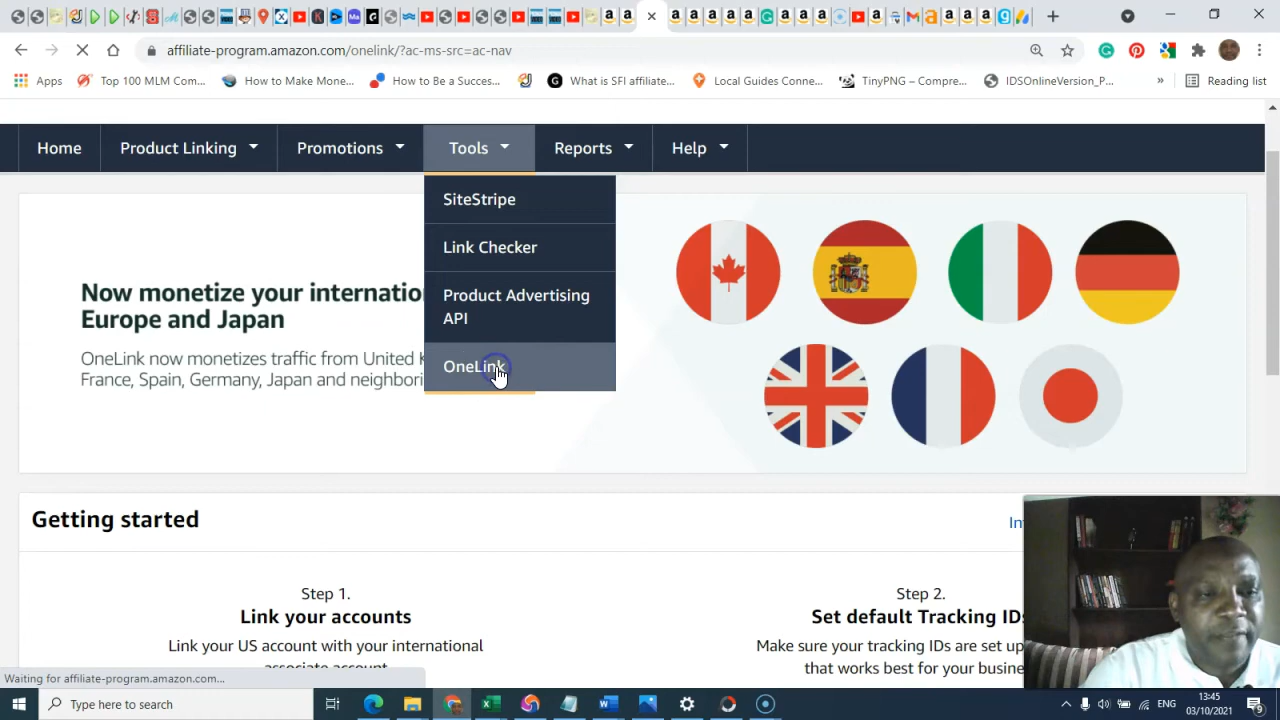 affiliate-program.amazon.com/onelink/?ac-ms-src=ac-nav
Apps
Top 100 MLM Com...
How to Make Mone...
How to Be a Succes...
What is SFI affiliate...
Local Guides Conne...
TinyPNG – Compre...
IDSOnlineVersion_P...
»
Reading list
Home
Product Linking
Promotions
Tools
Reports
Help
SiteStripe
Link Checker
Product Advertising
API
OneLink
Now monetize your internatio
Europe and Japan
OneLink now monetizes traffic from United K
France, Spain, Germany, Japan and neighbori
Getting started
In
Step 1.
Link your accounts
Link your US account with your international
associate account.
Step 2.
Set default Tracking IDs
Make sure your tracking IDs are set up
that works best for your busine
Waiting for affiliate-program.amazon.com...
Type here to search
ENG
13:45
03/10/2021